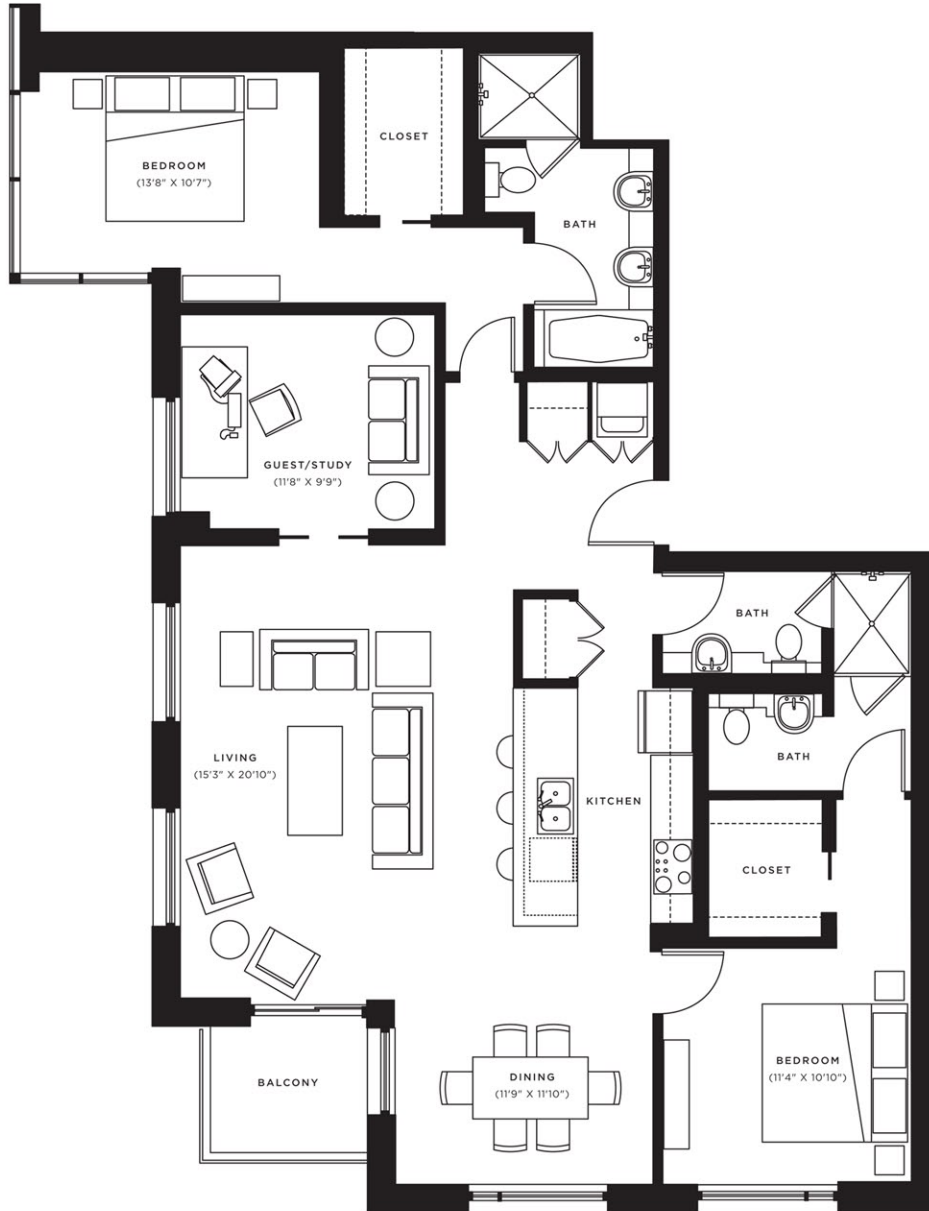 CLOSET
BEDROOM
(13'8" X 10'7")
BATH
GUEST/STUDY
(11'8" X 9'9")
BATH
LIVING
(15'3" X 20'10")
BATH
KITCHEN
CLOSET
BALCONY
DINING
(11'9" X 11'10")
BEDROOM
(11'4" X 10'10")